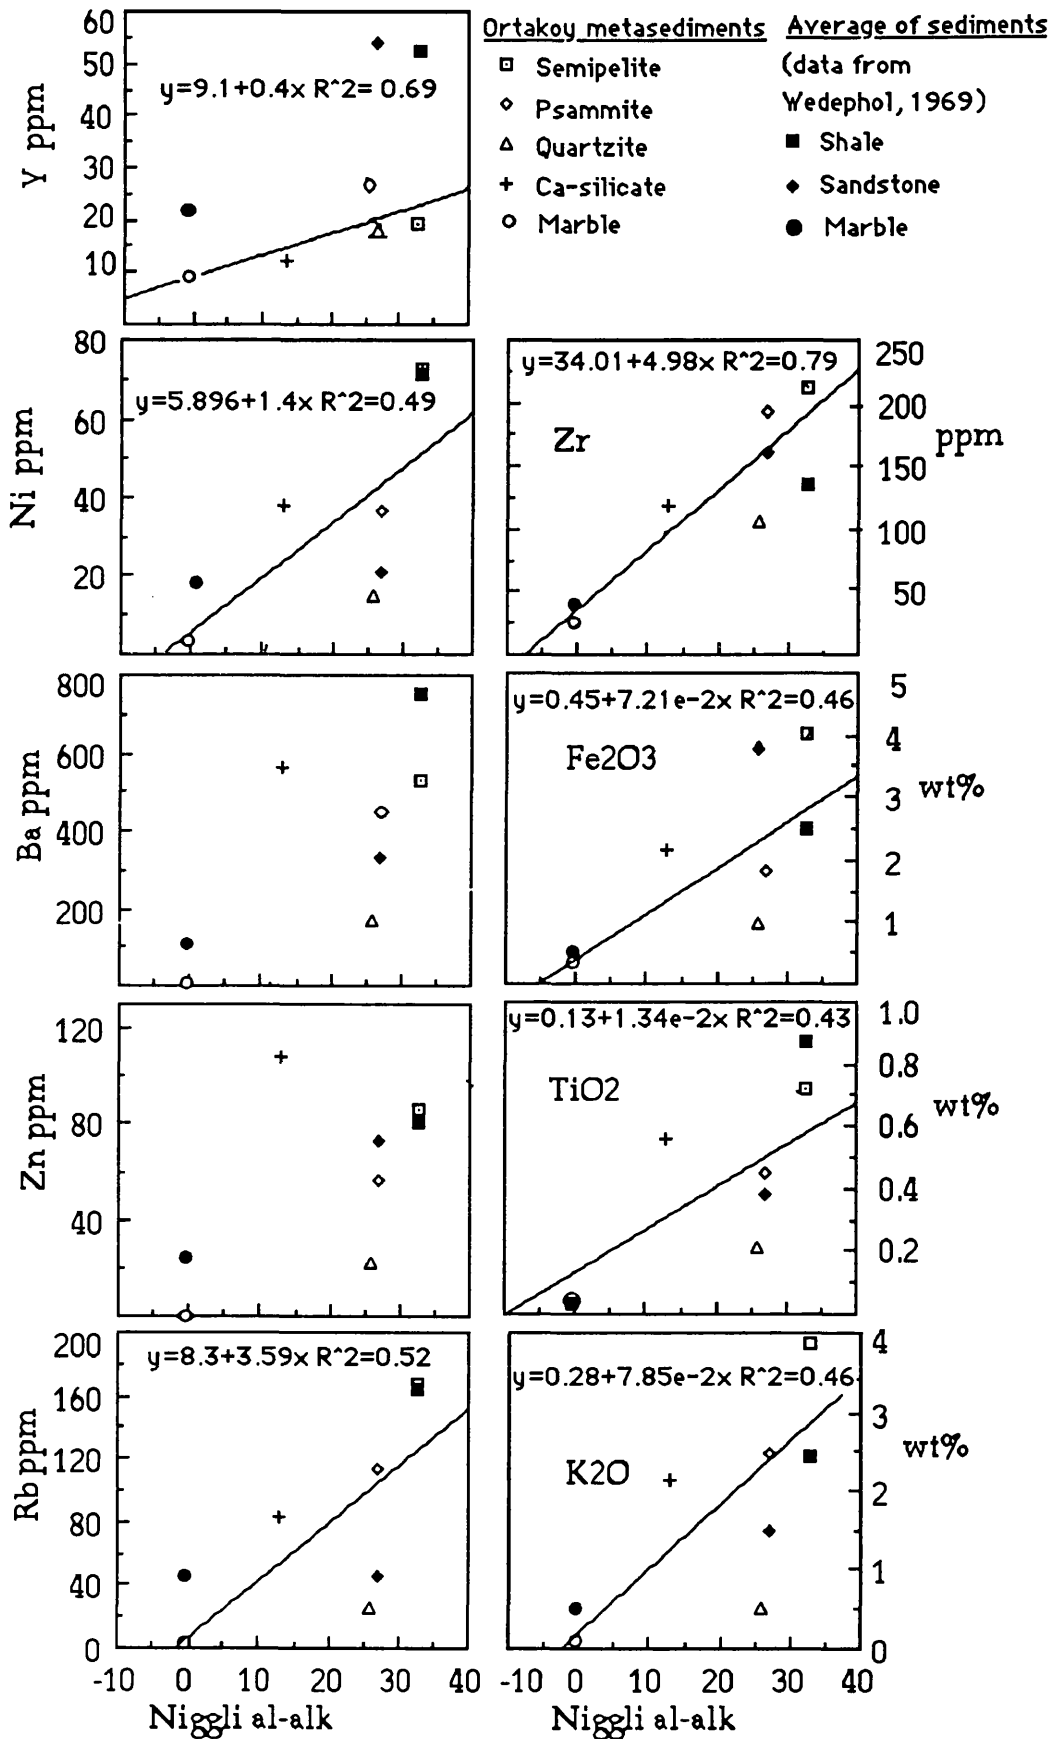 Ortakoy metasediments
Semipelite
Psammite
Quartzite
Ca-silicate
Marble
Average of sediments
(data from
Wedephol, 1969)
Shale
Sandstone
Marble
60
50
40
30
20
10
Y ppm
y=9.1+0.4x R^2= 0.69
80
60
40
20
Ni ppm
y=5.896+1.4x R^2=0.49
y=34.01+4.98x R^2=0.79
Zr
250
200
150
100
50
ppm
800
600
400
200
Ba ppm
y=0.45+7.21e-2x R^2=0.46
Fe2O3
5
4
3
2
1
wt%
120
80
40
Zn ppm
y=0.13+1.34e-2x R^2=0.43
TiO2
1.0
0.8
0.6
0.4
0.2
wt%
200
160
120
80
40
0
Rb ppm
y=8.3+3.59x R^2=0.52
y=0.28+7.85e-2x R^2=0.46
K2O
4
3
2
1
0
wt%
-10 0 10 20 30 40
Niggli al-alk
-10 0 10 20 30 40
Niggli al-alk